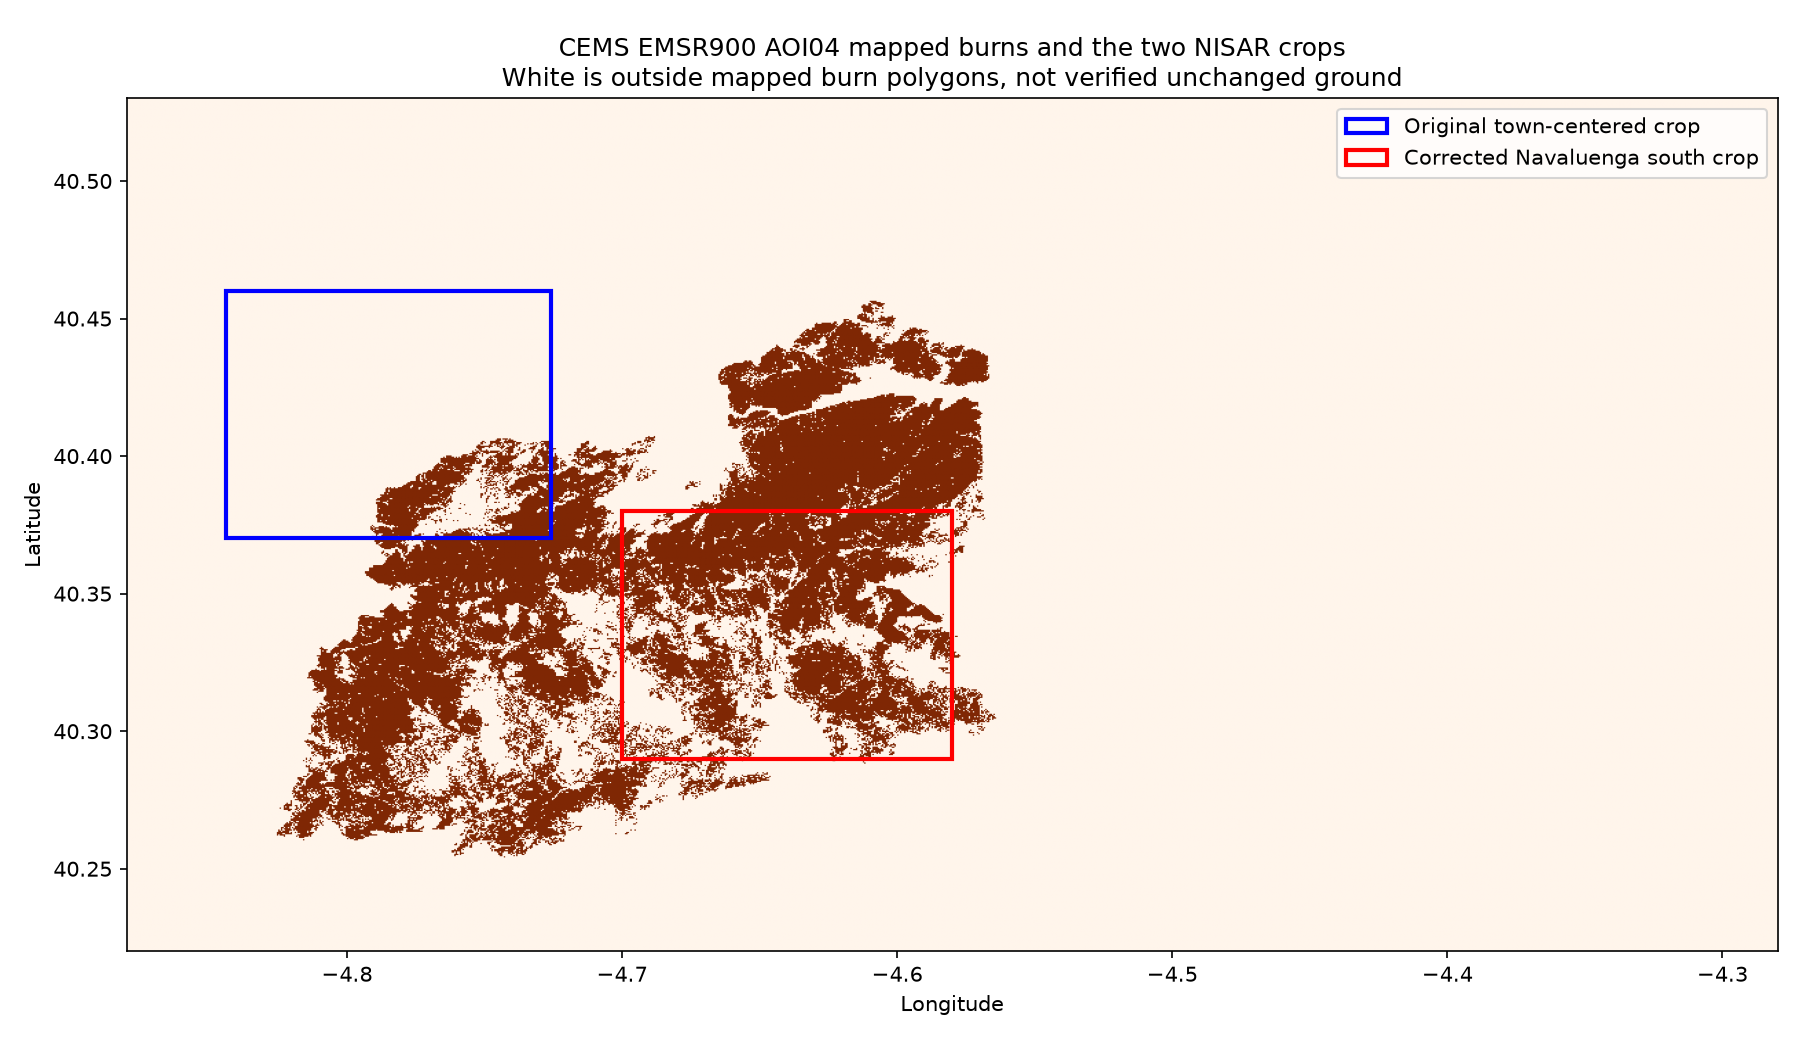 CEMS EMSR900 AOI04 mapped burns and the two NISAR crops
White is outside mapped burn polygons, not verified unchanged ground
Original town-centered crop
Corrected Navaluenga south crop
Latitude
40.50
40.45
40.40
40.35
40.30
40.25
−4.8
−4.7
−4.6
−4.5
−4.4
−4.3
Longitude